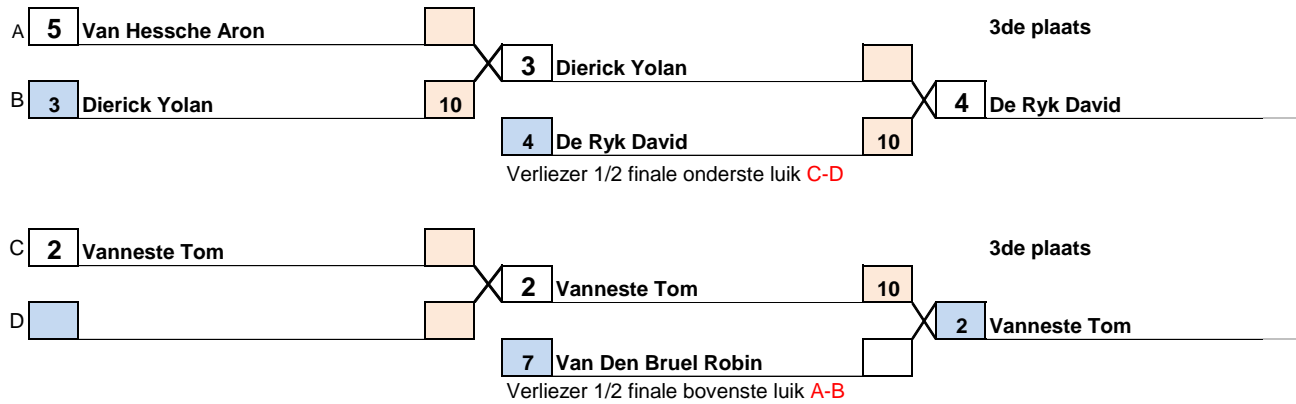 A 5 Van Hessche Aron 3de plaats
3 Dierick Yolan
B 3 Dierick Yolan 10 4 De Ryk David
4 De Ryk David 10
Verliezer 1/2 finale onderste luik C-D
C 2 Vanneste Tom 3de plaats
2 Vanneste Tom 10
D 2 Vanneste Tom
7 Van Den Bruel Robin
Verliezer 1/2 finale bovenste luik A-B